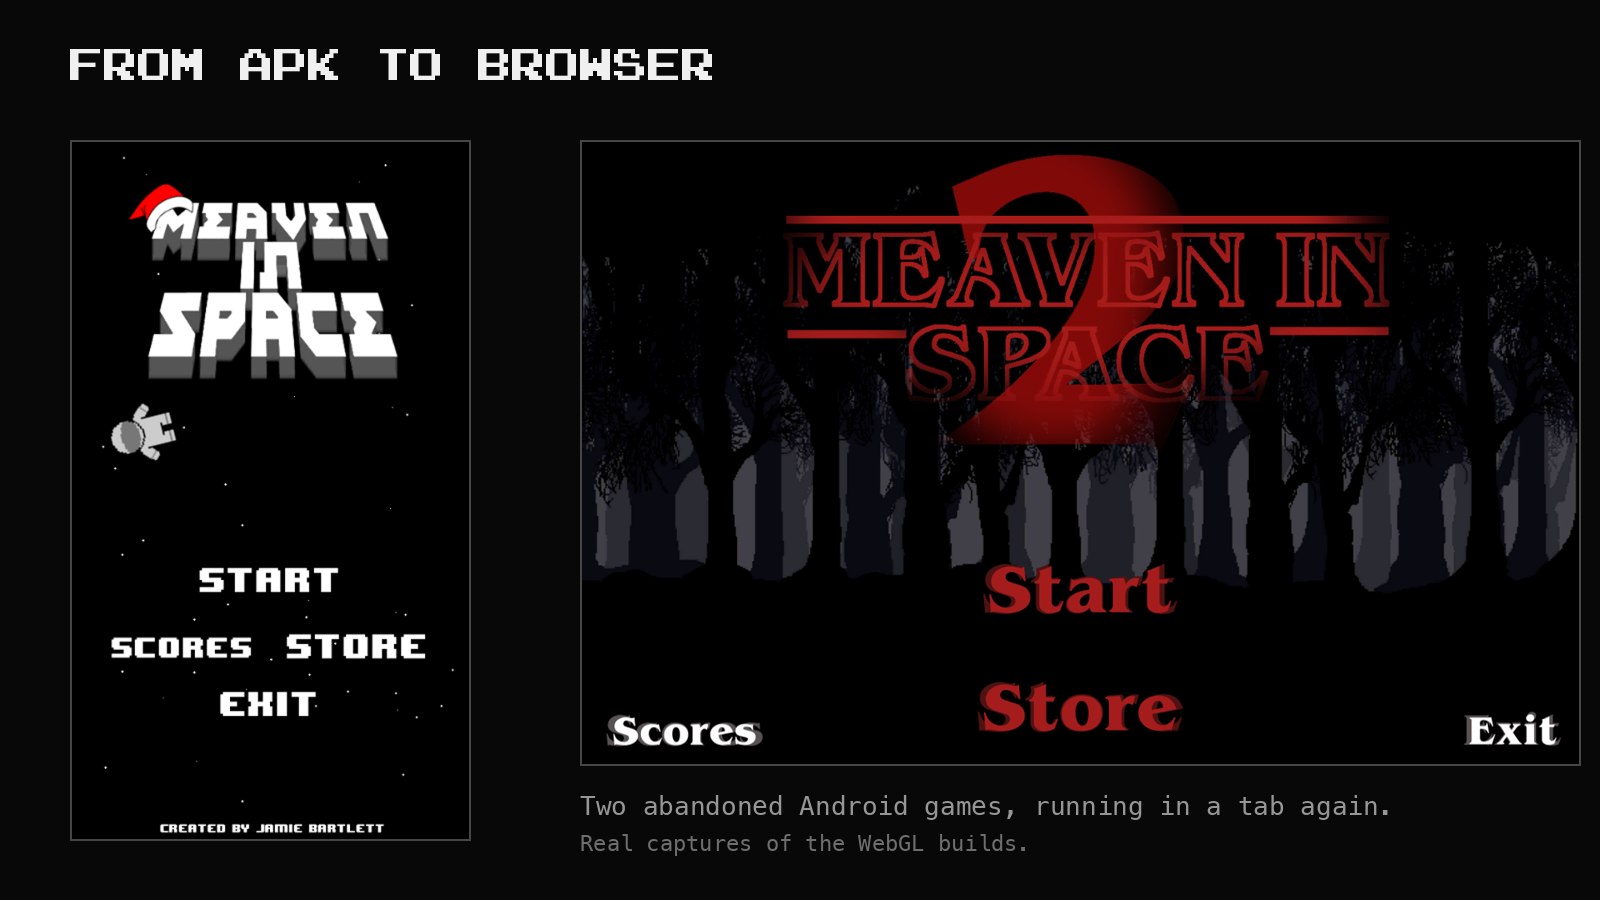 FROM APK TO BROWSER
MEAVEN
IN
SPACE
START
SCORES STORE
EXIT
CREATED BY JAMIE BARTLETT
2
MEAVEN IN
SPACE
Start
Store
Scores
Exit
Two abandoned Android games, running in a tab again.
Real captures of the WebGL builds.